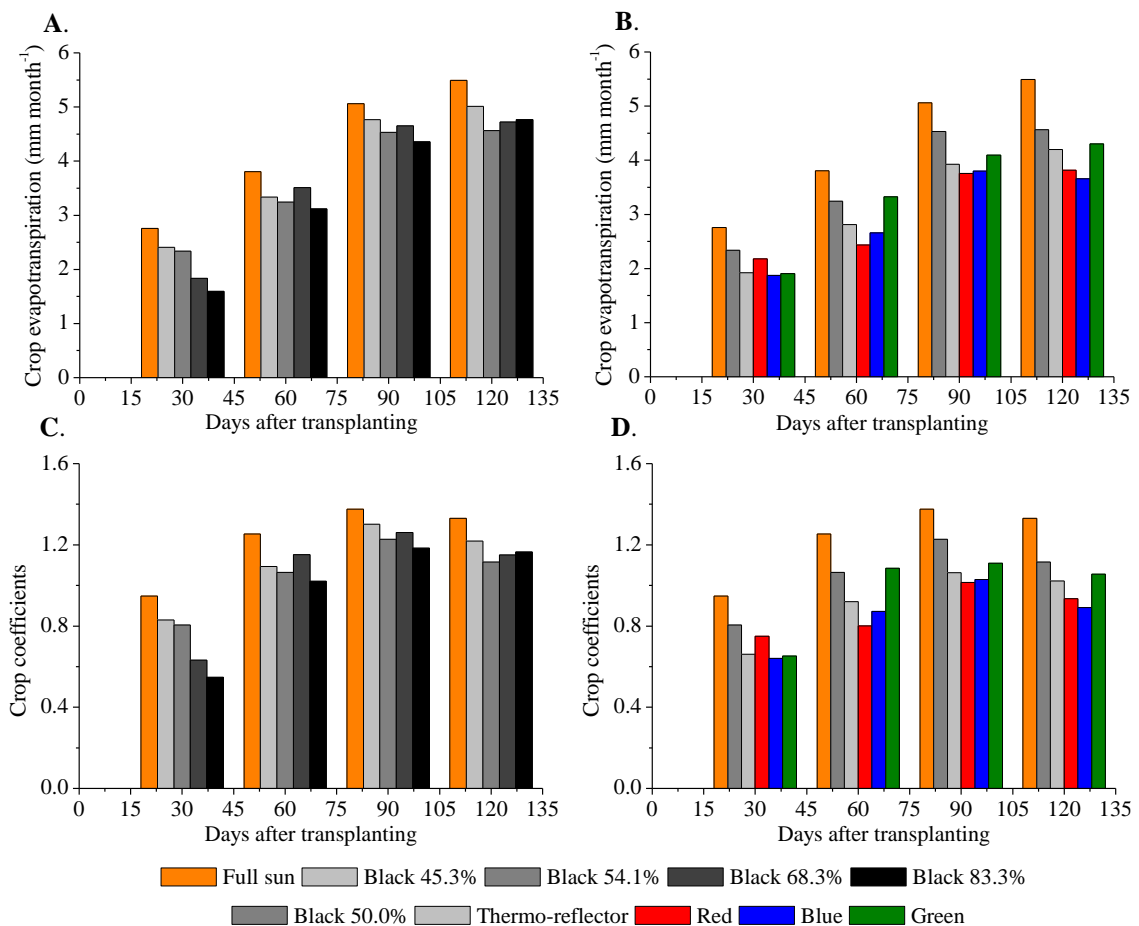 A.
Crop evapotranspiration (mm month⁻¹)
6
5
4
3
2
1
0
0 15 30 45 60 75 90 105 120 135
Days after transplanting
B.
Crop evapotranspiration (mm month⁻¹)
6
5
4
3
2
1
0
0 15 30 45 60 75 90 105 120 135
Days after transplanting
C.
Crop coefficients
1.6
1.2
0.8
0.4
0.0
0 15 30 45 60 75 90 105 120 135
Days after transplanting
D.
Crop coefficients
1.6
1.2
0.8
0.4
0.0
0 15 30 45 60 75 90 105 120 135
Days after transplanting
Full sun Black 45.3% Black 54.1% Black 68.3% Black 83.3%
Black 50.0% Thermo-reflector Red Blue Green